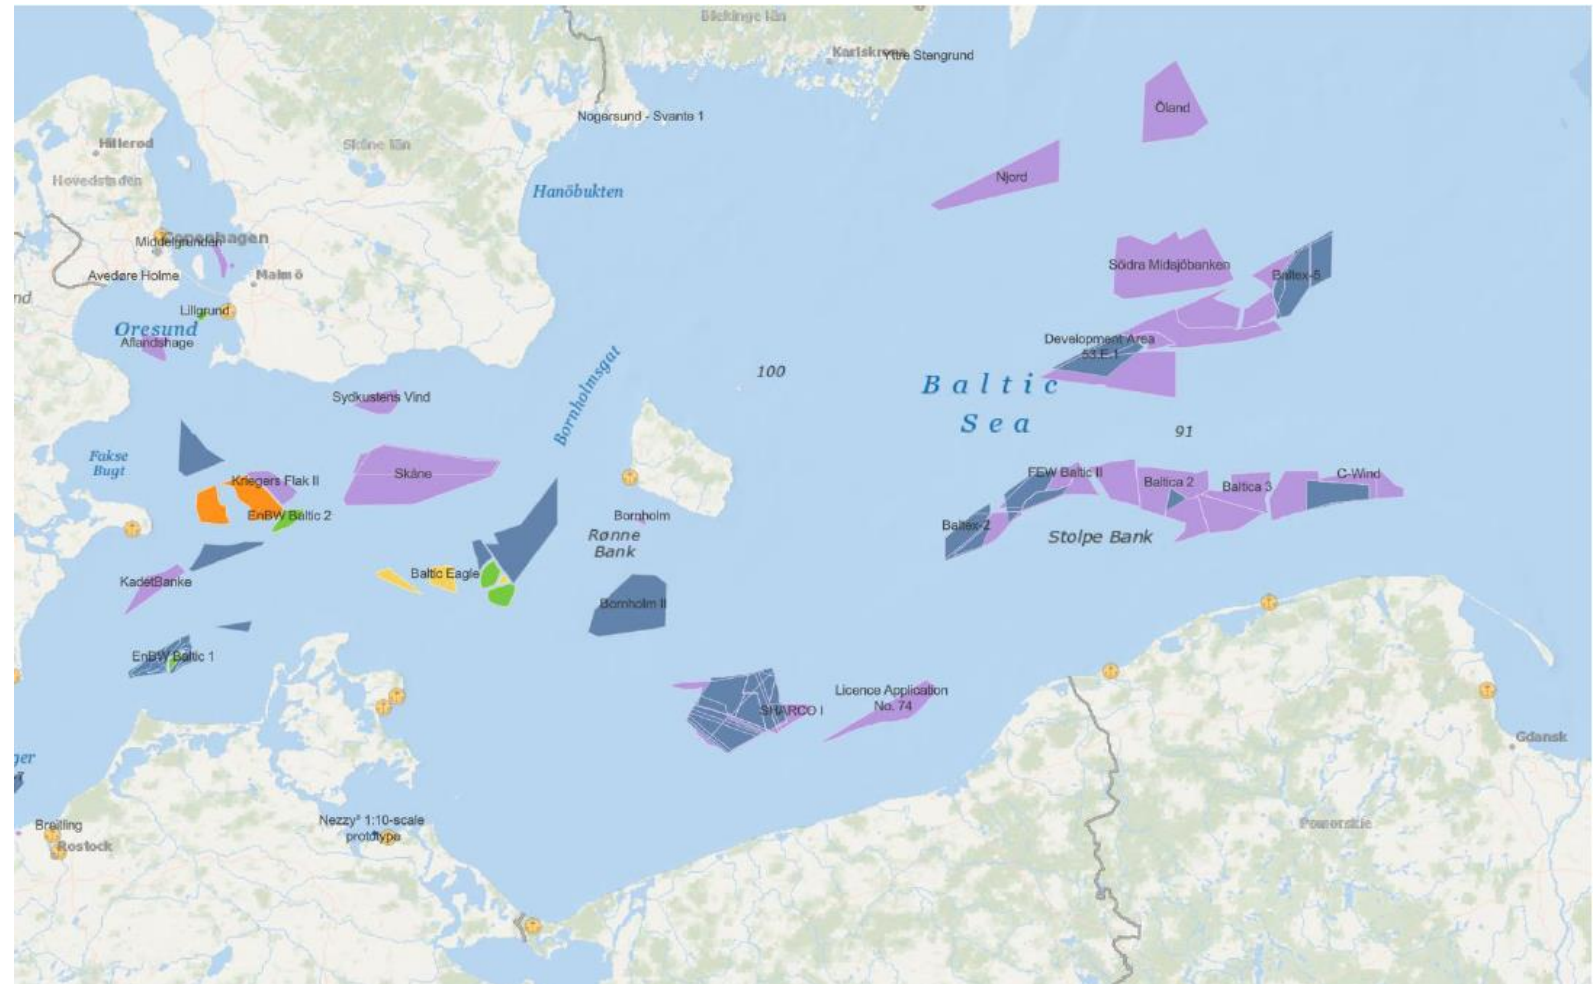 Blekinge län
Karlskrona
Yttre Stengrund
Nogersund - Svante 1
Öland
Hillerod
Skåne län
Hovedstaden
Njord
Hanöbukten
Copenhagen
Middelgrunden
Avedøre Holme
Malmö
Södra Midsjöbanken
Baltex-5
nd
Lillgrund
Øresund
Aflandshage
Development Area
53.E.1
Bornholmsgat
100
Baltic
Sea
Sydkustens Vind
91
Fakse
Bugt
Skåne
Kriegers Flak II
FEW Baltic II
C-Wind
Baltica 2
Baltica 3
EnBW Baltic 2
Bornholm
Baltex-2
Rønne
Bank
Stolpe Bank
KadetBanke
Baltic Eagle
Bornholm II
EnBW Baltic 1
Licence Application
No. 74
SHARCO I
Gdansk
ger
Breitling
Rostock
Nezzy² 1:10-scale
prototype
Pomorskie